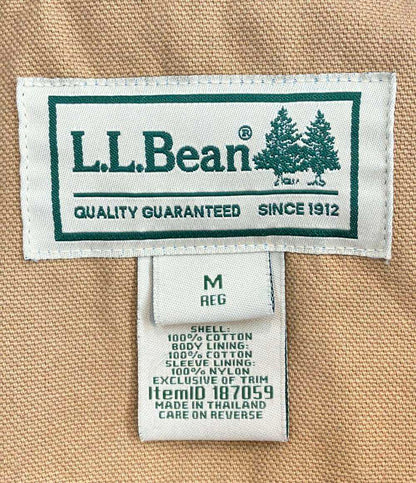 L.L.Bean®
QUALITY GUARANTEED SINCE 1912
M
REG
SHELL:
100% COTTON
BODY LINING:
100% COTTON
SLEEVE LINING:
100% NYLON
EXCLUSIVE OF TRIM
ItemID 187059
MADE IN THAILAND
CARE ON REVERSE